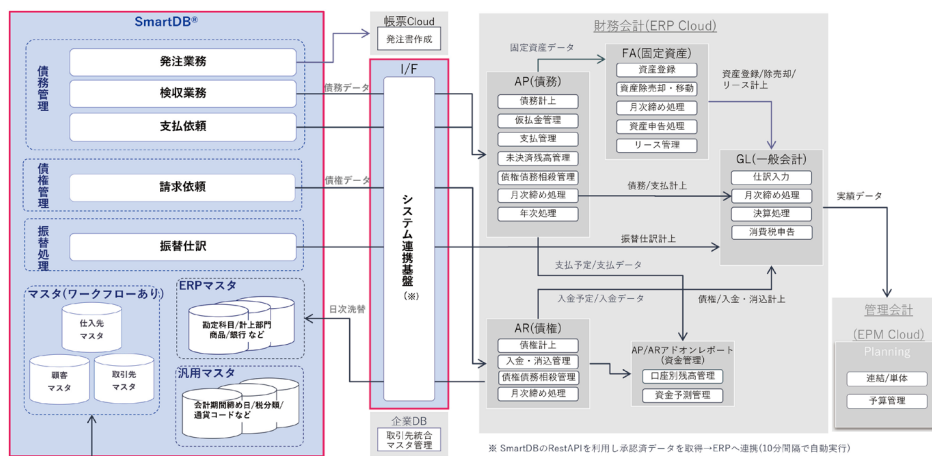 SmartDB®
債務管理
発注業務
検収業務
支払依頼
債権管理
請求依頼
振替処理
振替仕訳
マスタ(ワークフローあり)
仕入先
マスタ
顧客
マスタ
取引先
マスタ
ERPマスタ
勘定科目/計上部門
商品/銀行 など
汎用マスタ
会計期間締め日/税分類/
通貨コードなど
帳票Cloud
発注書作成
I/F
システム連携基盤
(※)
債務データ
債権データ
日次洗替
企業DB
取引先統合
マスタ管理
財務会計(ERP Cloud)
固定資産データ
AP(債務)
債務計上
仮払金管理
支払管理
未決済残高管理
債権債務相殺管理
月次締め処理
年次処理
FA(固定資産)
資産登録
資産除売却・移動
月次締め処理
資産申告処理
リース管理
資産登録/除売却/
リース計上
GL(一般会計)
仕訳入力
月次締め処理
決算処理
消費税申告
債務/支払計上
振替仕訳計上
支払予定/支払データ
入金予定/入金データ
債権/入金・消込計上
実績データ
AR(債権)
債権計上
入金・消込管理
債権債務相殺管理
月次締め処理
AP/ARアドオンレポート
(資金管理)
口座別残高管理
資金予測管理
管理会計
(EPM Cloud)
Planning
連結/単体
予算管理
※ SmartDBのRestAPIを利用し承認済データを取得→ERPへ連携(10分間隔で自動実行)